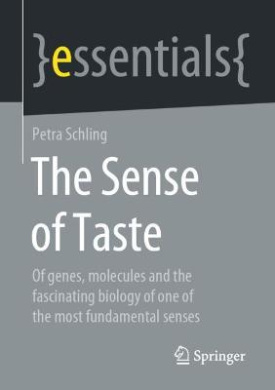 }essentials{
Petra Schling
The Sense
of Taste
Of genes, molecules and the
fascinating biology of one of
the most fundamental senses
Springer